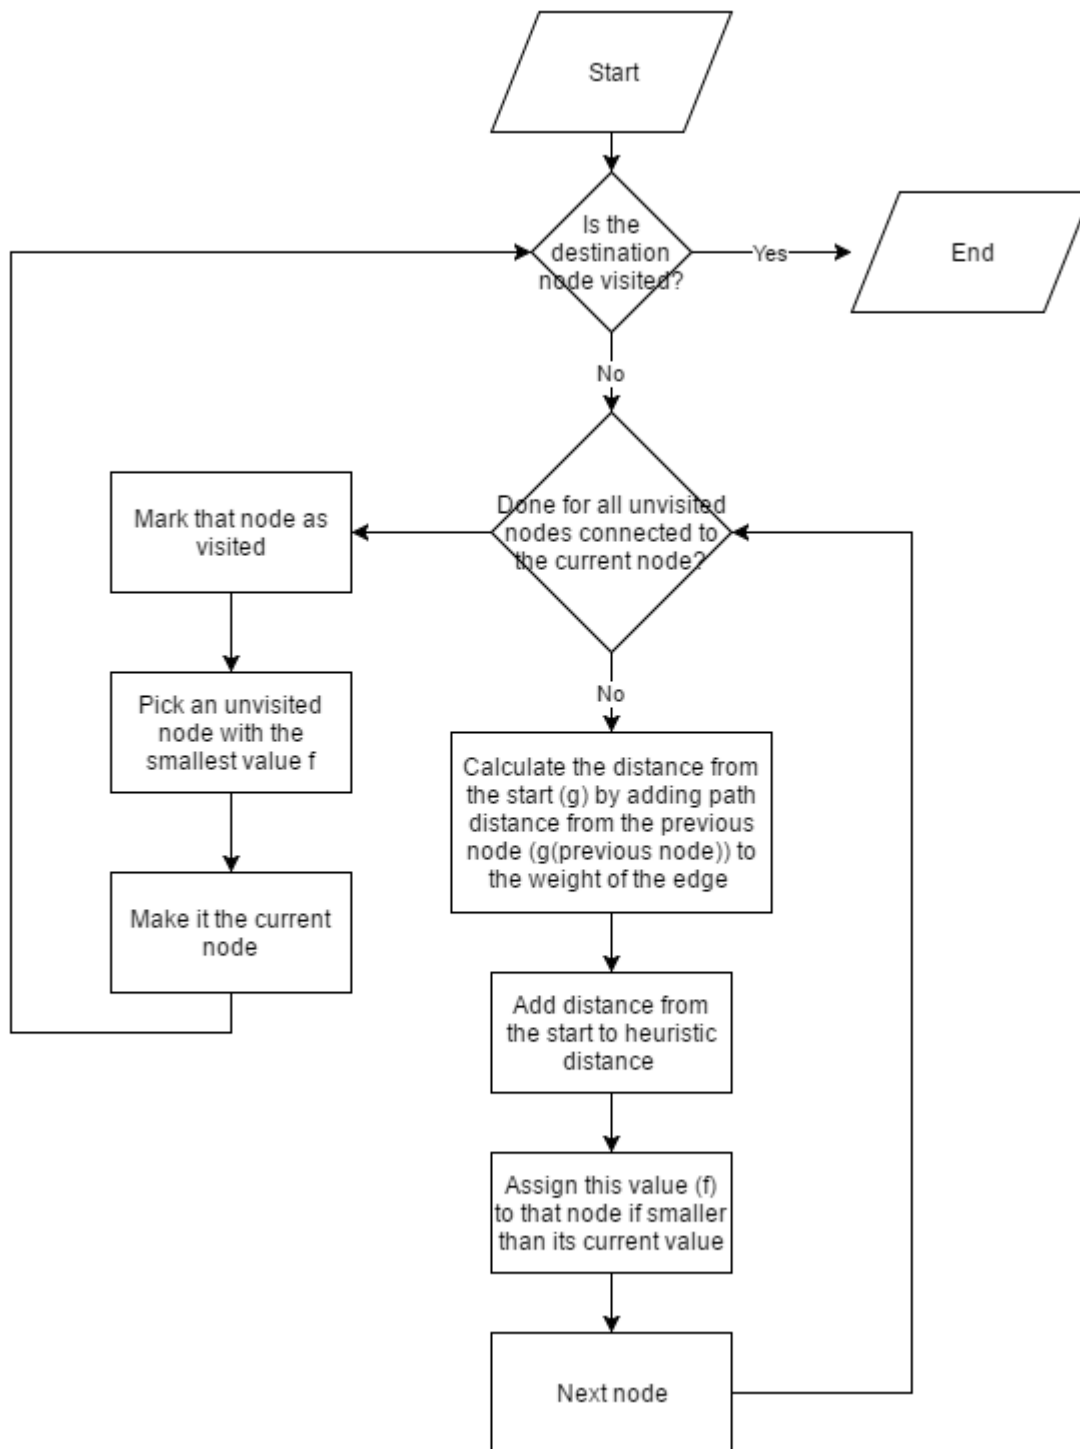 Start
Is the
destination
node visited?
Yes
End
No
Done for all unvisited
nodes connected to
the current node?
Mark that node as
visited
Pick an unvisited
node with the
smallest value f
Make it the current
node
No
Calculate the distance from
the start (g) by adding path
distance from the previous
node (g(previous node)) to
the weight of the edge
Add distance from
the start to heuristic
distance
Assign this value (f)
to that node if smaller
than its current value
Next node